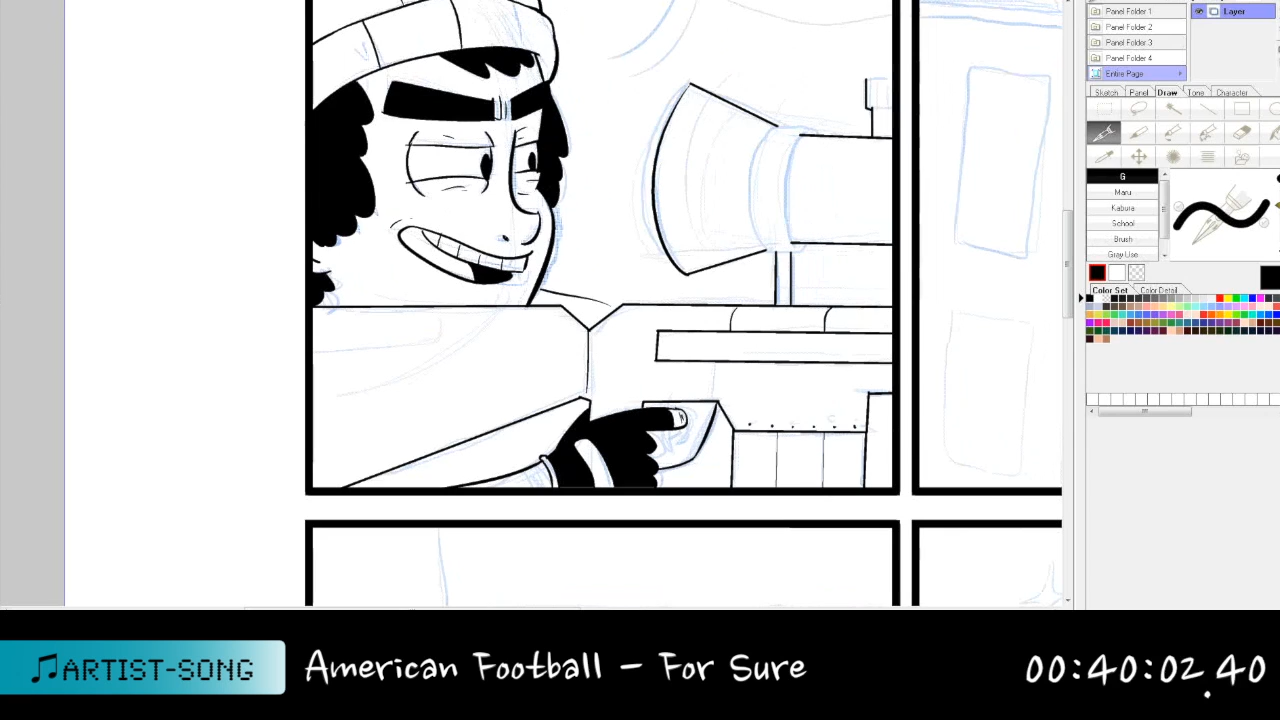 Panel Folder 1
Layer
Panel Folder 2
Panel Folder 3
Panel Folder 4
Entire Page
Sketch Panel Draw Tone Character
G
Maru
Kabura
School
Brush
Gray Use
Color Set Color Detail
ARTIST-SONG
American Football - For Sure
00:40:02.40